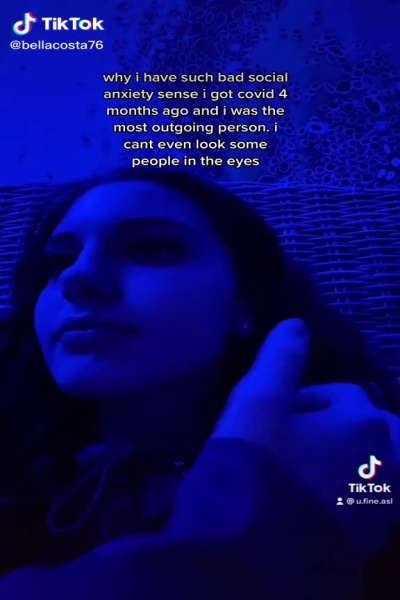 TikTok
@bellacosta76
why i have such bad social
anxiety sense i got covid 4
months ago and i was the
most outgoing person. i
cant even look some
people in the eyes
TikTok
@u.fine.asl